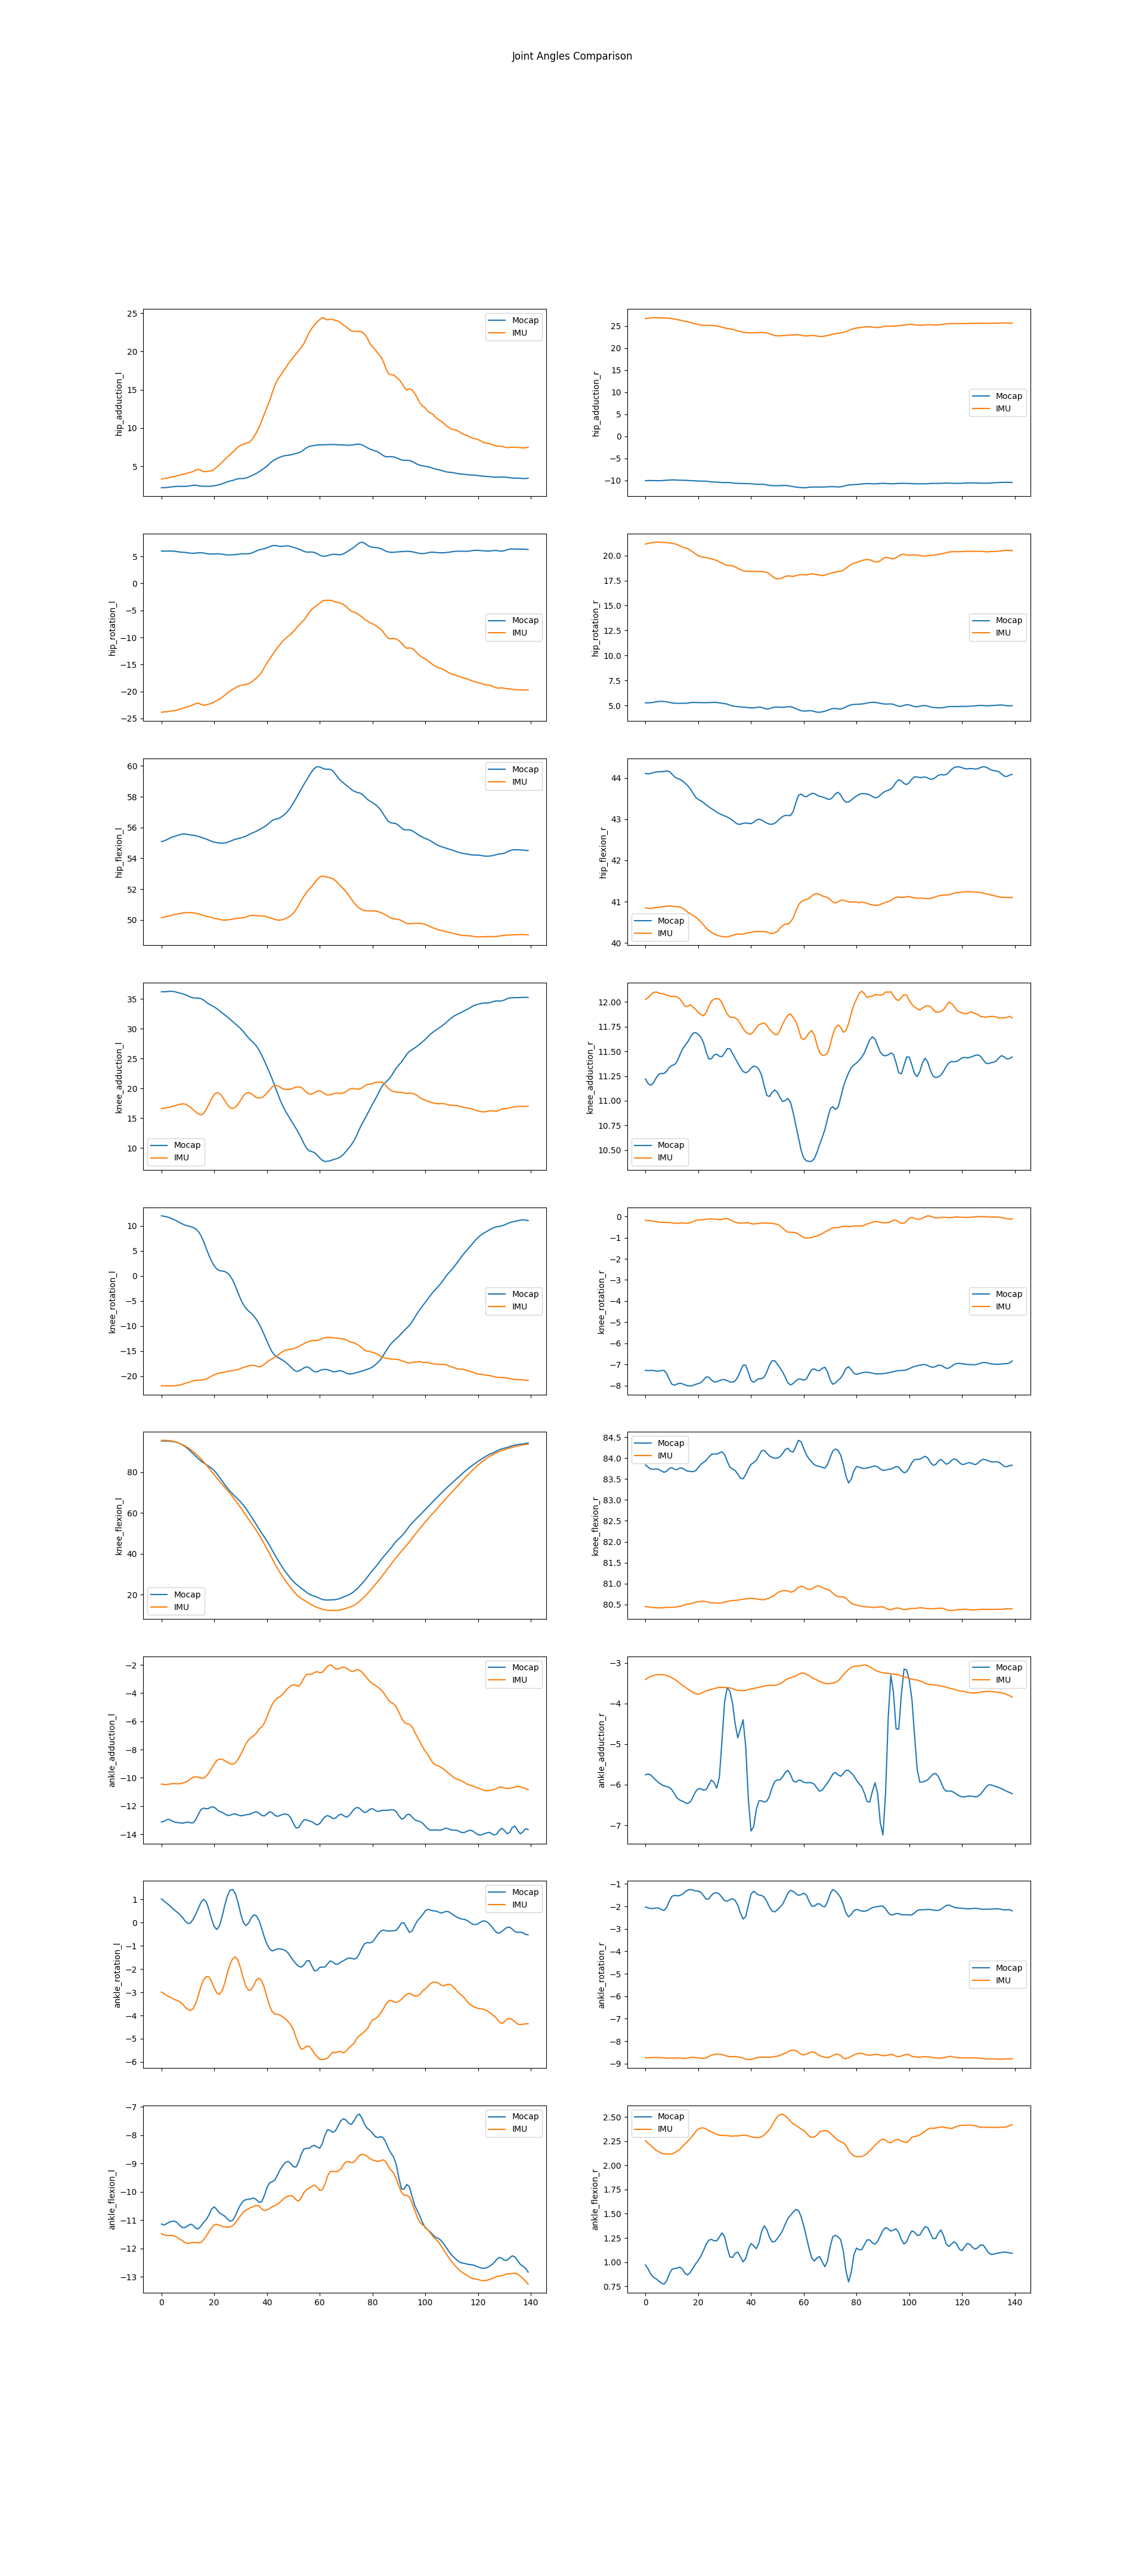 Joint Angles Comparison
hip_adduction_l
25
20
15
10
5
Mocap
IMU
hip_adduction_r
25
20
15
10
5
0
−5
−10
Mocap
IMU
hip_rotation_l
5
0
−5
−10
−15
−20
−25
Mocap
IMU
hip_rotation_r
20.0
17.5
15.0
12.5
10.0
7.5
5.0
Mocap
IMU
hip_flexion_l
60
58
56
54
52
50
Mocap
IMU
hip_flexion_r
44
43
42
41
40
Mocap
IMU
knee_adduction_l
35
30
25
20
15
10
Mocap
IMU
knee_adduction_r
12.00
11.75
11.50
11.25
11.00
10.75
10.50
Mocap
IMU
knee_rotation_l
10
5
0
−5
−10
−15
−20
Mocap
IMU
knee_rotation_r
0
−1
−2
−3
−4
−5
−6
−7
−8
Mocap
IMU
knee_flexion_l
80
60
40
20
Mocap
IMU
knee_flexion_r
84.5
84.0
83.5
83.0
82.5
82.0
81.5
81.0
80.5
Mocap
IMU
ankle_adduction_l
−2
−4
−6
−8
−10
−12
−14
Mocap
IMU
ankle_adduction_r
−3
−4
−5
−6
−7
Mocap
IMU
ankle_rotation_l
1
0
−1
−2
−3
−4
−5
−6
Mocap
IMU
ankle_rotation_r
−1
−2
−3
−4
−5
−6
−7
−8
−9
Mocap
IMU
ankle_flexion_l
−7
−8
−9
−10
−11
−12
−13
Mocap
IMU
0 20 40 60 80 100 120 140
ankle_flexion_r
2.50
2.25
2.00
1.75
1.50
1.25
1.00
0.75
Mocap
IMU
0 20 40 60 80 100 120 140